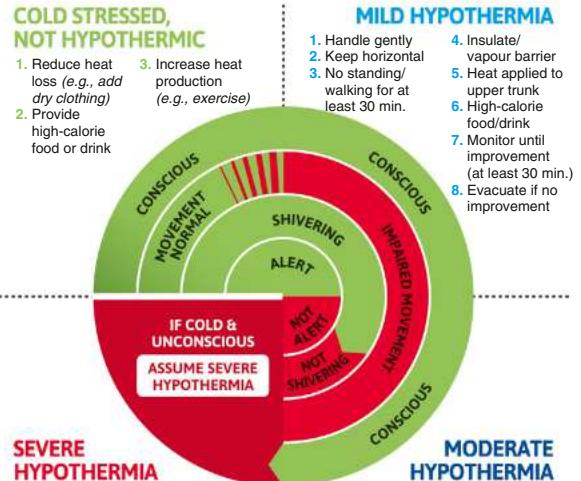 COLD STRESSED,
NOT HYPOTHERMIC
1. Reduce heat
loss (e.g., add
dry clothing)
2. Provide
high-calorie
food or drink
3. Increase heat
production
(e.g., exercise)
MILD HYPOTHERMIA
1. Handle gently
2. Keep horizontal
3. No standing/
walking for at
least 30 min.
4. Insulate/
vapour barrier
5. Heat applied to
upper trunk
6. High-calorie
food/drink
7. Monitor until
improvement
(at least 30 min.)
8. Evacuate if no
improvement
CONSCIOUS
MOVEMENT
NORMAL
SHIVERING
ALERT
CONSCIOUS
IMPAIRED MOVEMENT
NOT
ALERT
NOT
SHIVERING
CONSCIOUS
IF COLD &
UNCONSCIOUS
ASSUME SEVERE
HYPOTHERMIA
SEVERE
HYPOTHERMIA
MODERATE
HYPOTHERMIA